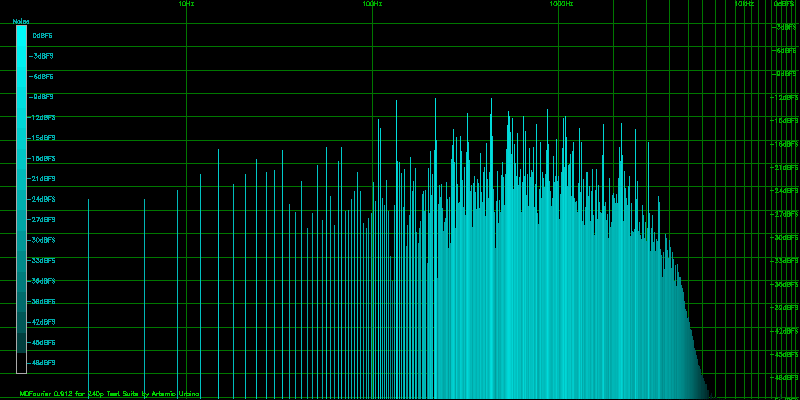 10Hz 100Hz 1000Hz 0dBFS
Noise
0dBFS
-3dBFS
-6dBFS
-9dBFS
-12dBFS
-15dBFS
-18dBFS
-21dBFS
-24dBFS
-27dBFS
-30dBFS
-33dBFS
-36dBFS
-39dBFS
-42dBFS
-45dBFS
-48dBFS
-3dBFS
-6dBFS
-9dBFS
-12dBFS
-15dBFS
-18dBFS
-21dBFS
-24dBFS
-27dBFS
-30dBFS
-33dBFS
-36dBFS
-39dBFS
-42dBFS
-45dBFS
-48dBFS
MDFourier 0.912 for 240p Test Suite by Artemio Urbina